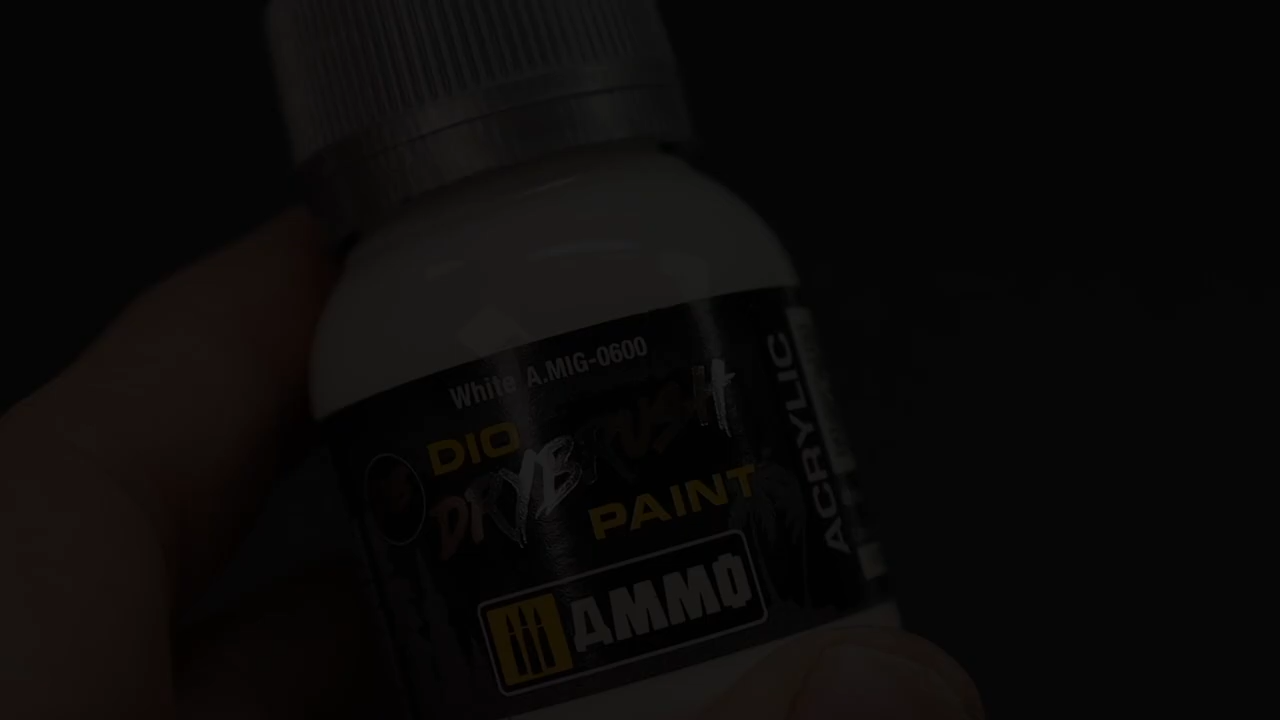 White A.MIG-0600
DIO
DRYBRUSH
PAINT
AMMO
ACRYLIC